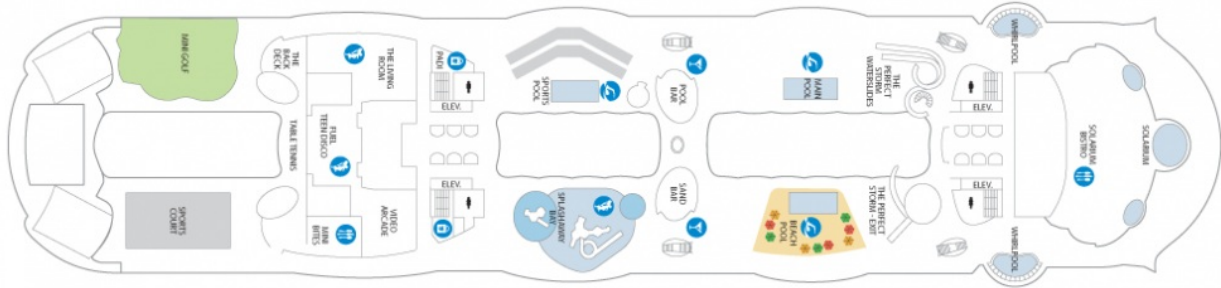 MINI GOLF
THE
BACK
DECK
THE LIVING
ROOM
PADI
ELEV.
SPORTS
POOL
POOL
BAR
MAIN
POOL
THE
PERFECT
STORM
WATERSLIDES
ELEV.
WHIRLPOOL
TABLE TENNIS
FUEL
TEEN DISCO
SOLARIUM
BISTRO
SOLARIUM
SPORTS
COURT
MINI
BITES
VIDEO
ARCADE
ELEV.
SPLASHAWAY
BAY
SAND
BAR
BEACH
POOL
THE PERFECT
STORM - EXIT
ELEV.
WHIRLPOOL